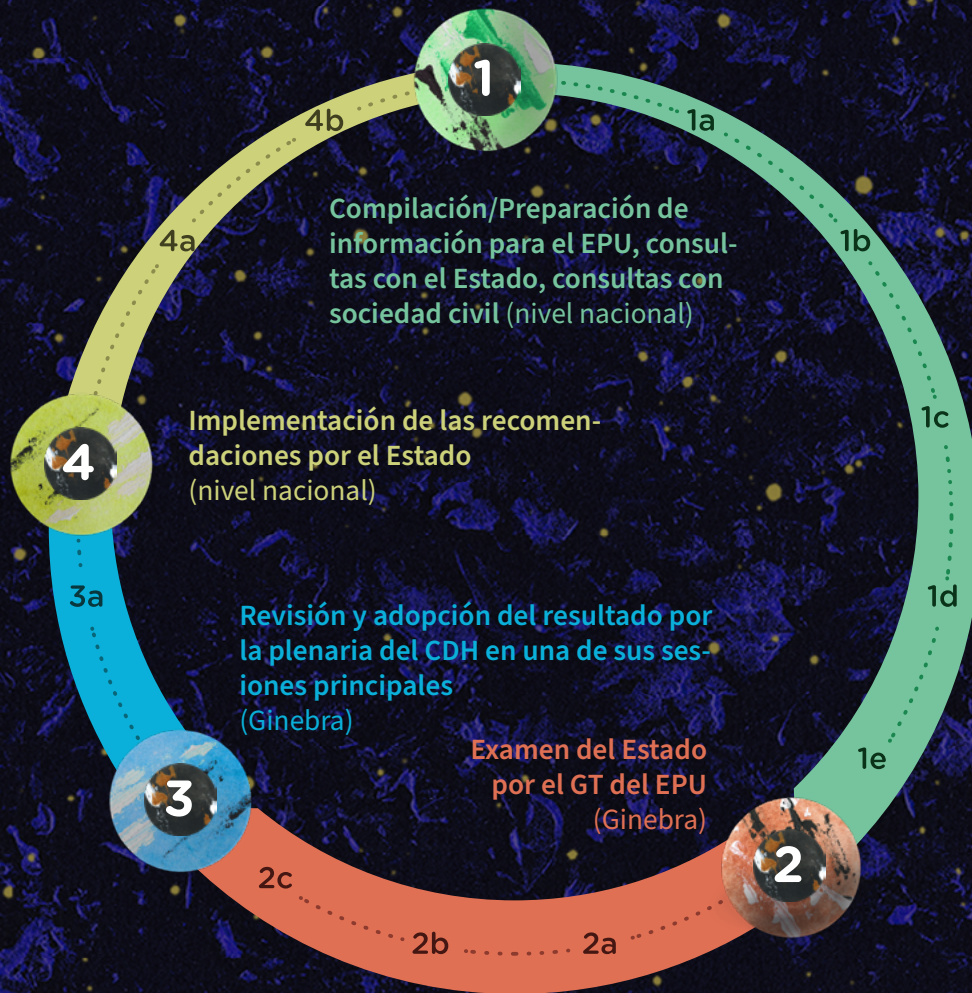 1
1a
1b
1c
1d
1e
Compilación/Preparación de
información para el EPU, consul-
tas con el Estado, consultas con
sociedad civil (nivel nacional)
2
Examen del Estado
por el GT del EPU
(Ginebra)
2a
2b
2c
3
Revisión y adopción del resultado por
la plenaria del CDH en una de sus ses-
iones principales
(Ginebra)
3a
4
Implementación de las recomen-
daciones por el Estado
(nivel nacional)
4a
4b